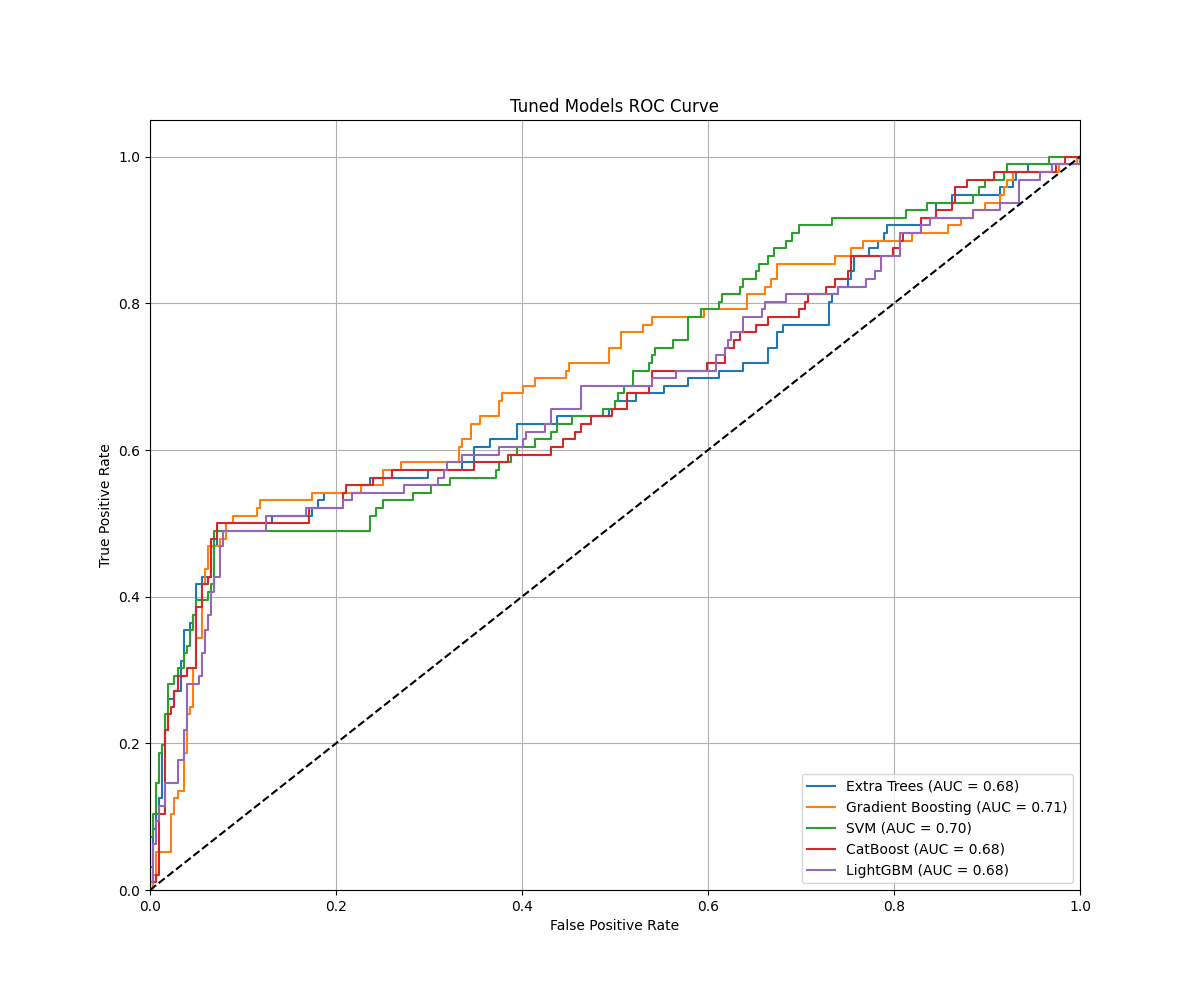 Tuned Models ROC Curve
True Positive Rate
1.0
0.8
0.6
0.4
0.2
0.0
Extra Trees (AUC = 0.68)
Gradient Boosting (AUC = 0.71)
SVM (AUC = 0.70)
CatBoost (AUC = 0.68)
LightGBM (AUC = 0.68)
0.0 0.2 0.4 0.6 0.8 1.0
False Positive Rate